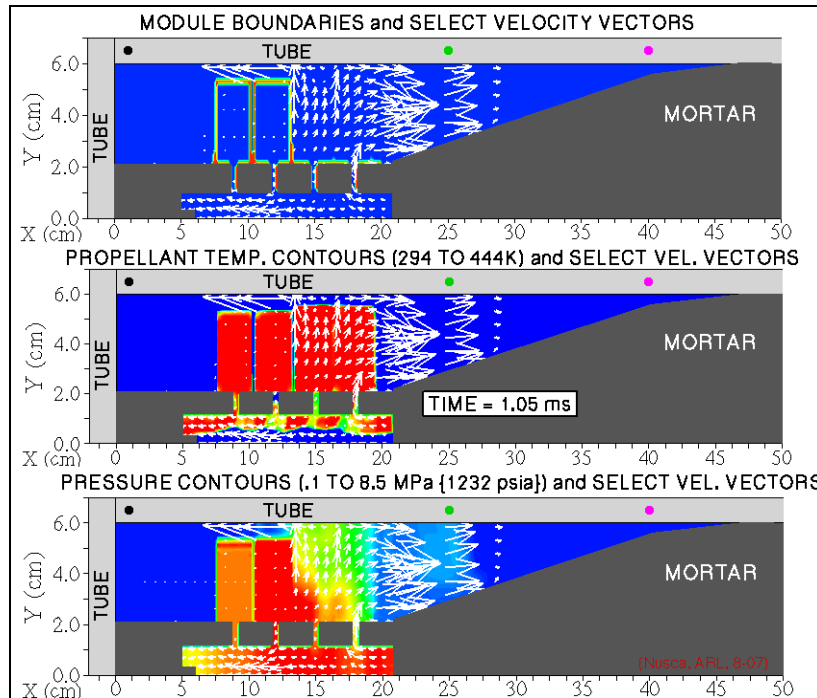 MODULE BOUNDARIES and SELECT VELOCITY VECTORS
TUBE
6.0
4.0
2.0
0.0
Y (cm)
TUBE
MORTAR
X (cm) 0 5 10 15 20 25 30 35 40 45 50
PROPELLANT TEMP. CONTOURS (294 TO 444K) and SELECT VEL. VECTORS
TUBE
6.0
4.0
2.0
0.0
Y (cm)
TUBE
MORTAR
TIME = 1.05 ms
X (cm) 0 5 10 15 20 25 30 35 40 45 50
PRESSURE CONTOURS (.1 TO 8.5 MPa {1232 psia}) and SELECT VEL. VECTORS
TUBE
6.0
4.0
2.0
0.0
Y (cm)
TUBE
MORTAR
(Nusca, ARL, 8-07)
X (cm) 0 5 10 15 20 25 30 35 40 45 50